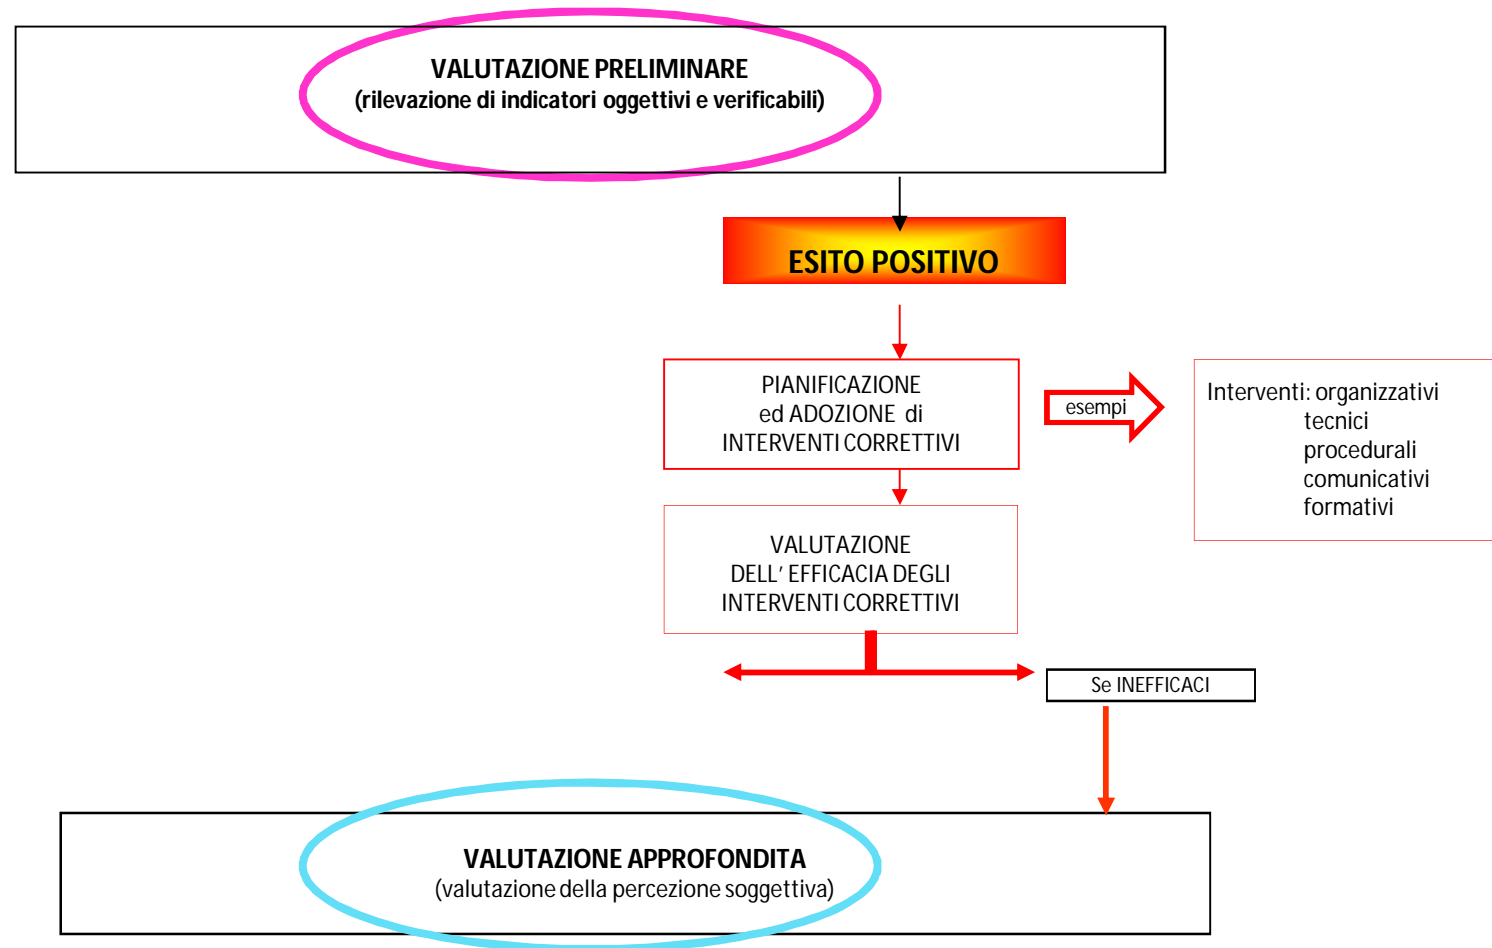 VALUTAZIONE PRELIMINARE
(rilevazione di indicatori oggettivi e verificabili)
ESITO POSITIVO
PIANIFICAZIONE
ed ADOZIONE di
INTERVENTI CORRETTIVI
esempi
Interventi: organizzativi
tecnici
procedurali
comunicativi
formativi
VALUTAZIONE
DELL’ EFFICACIA DEGLI
INTERVENTI CORRETTIVI
Se INEFFICACI
VALUTAZIONE APPROFONDITA
(valutazione della percezione soggettiva)